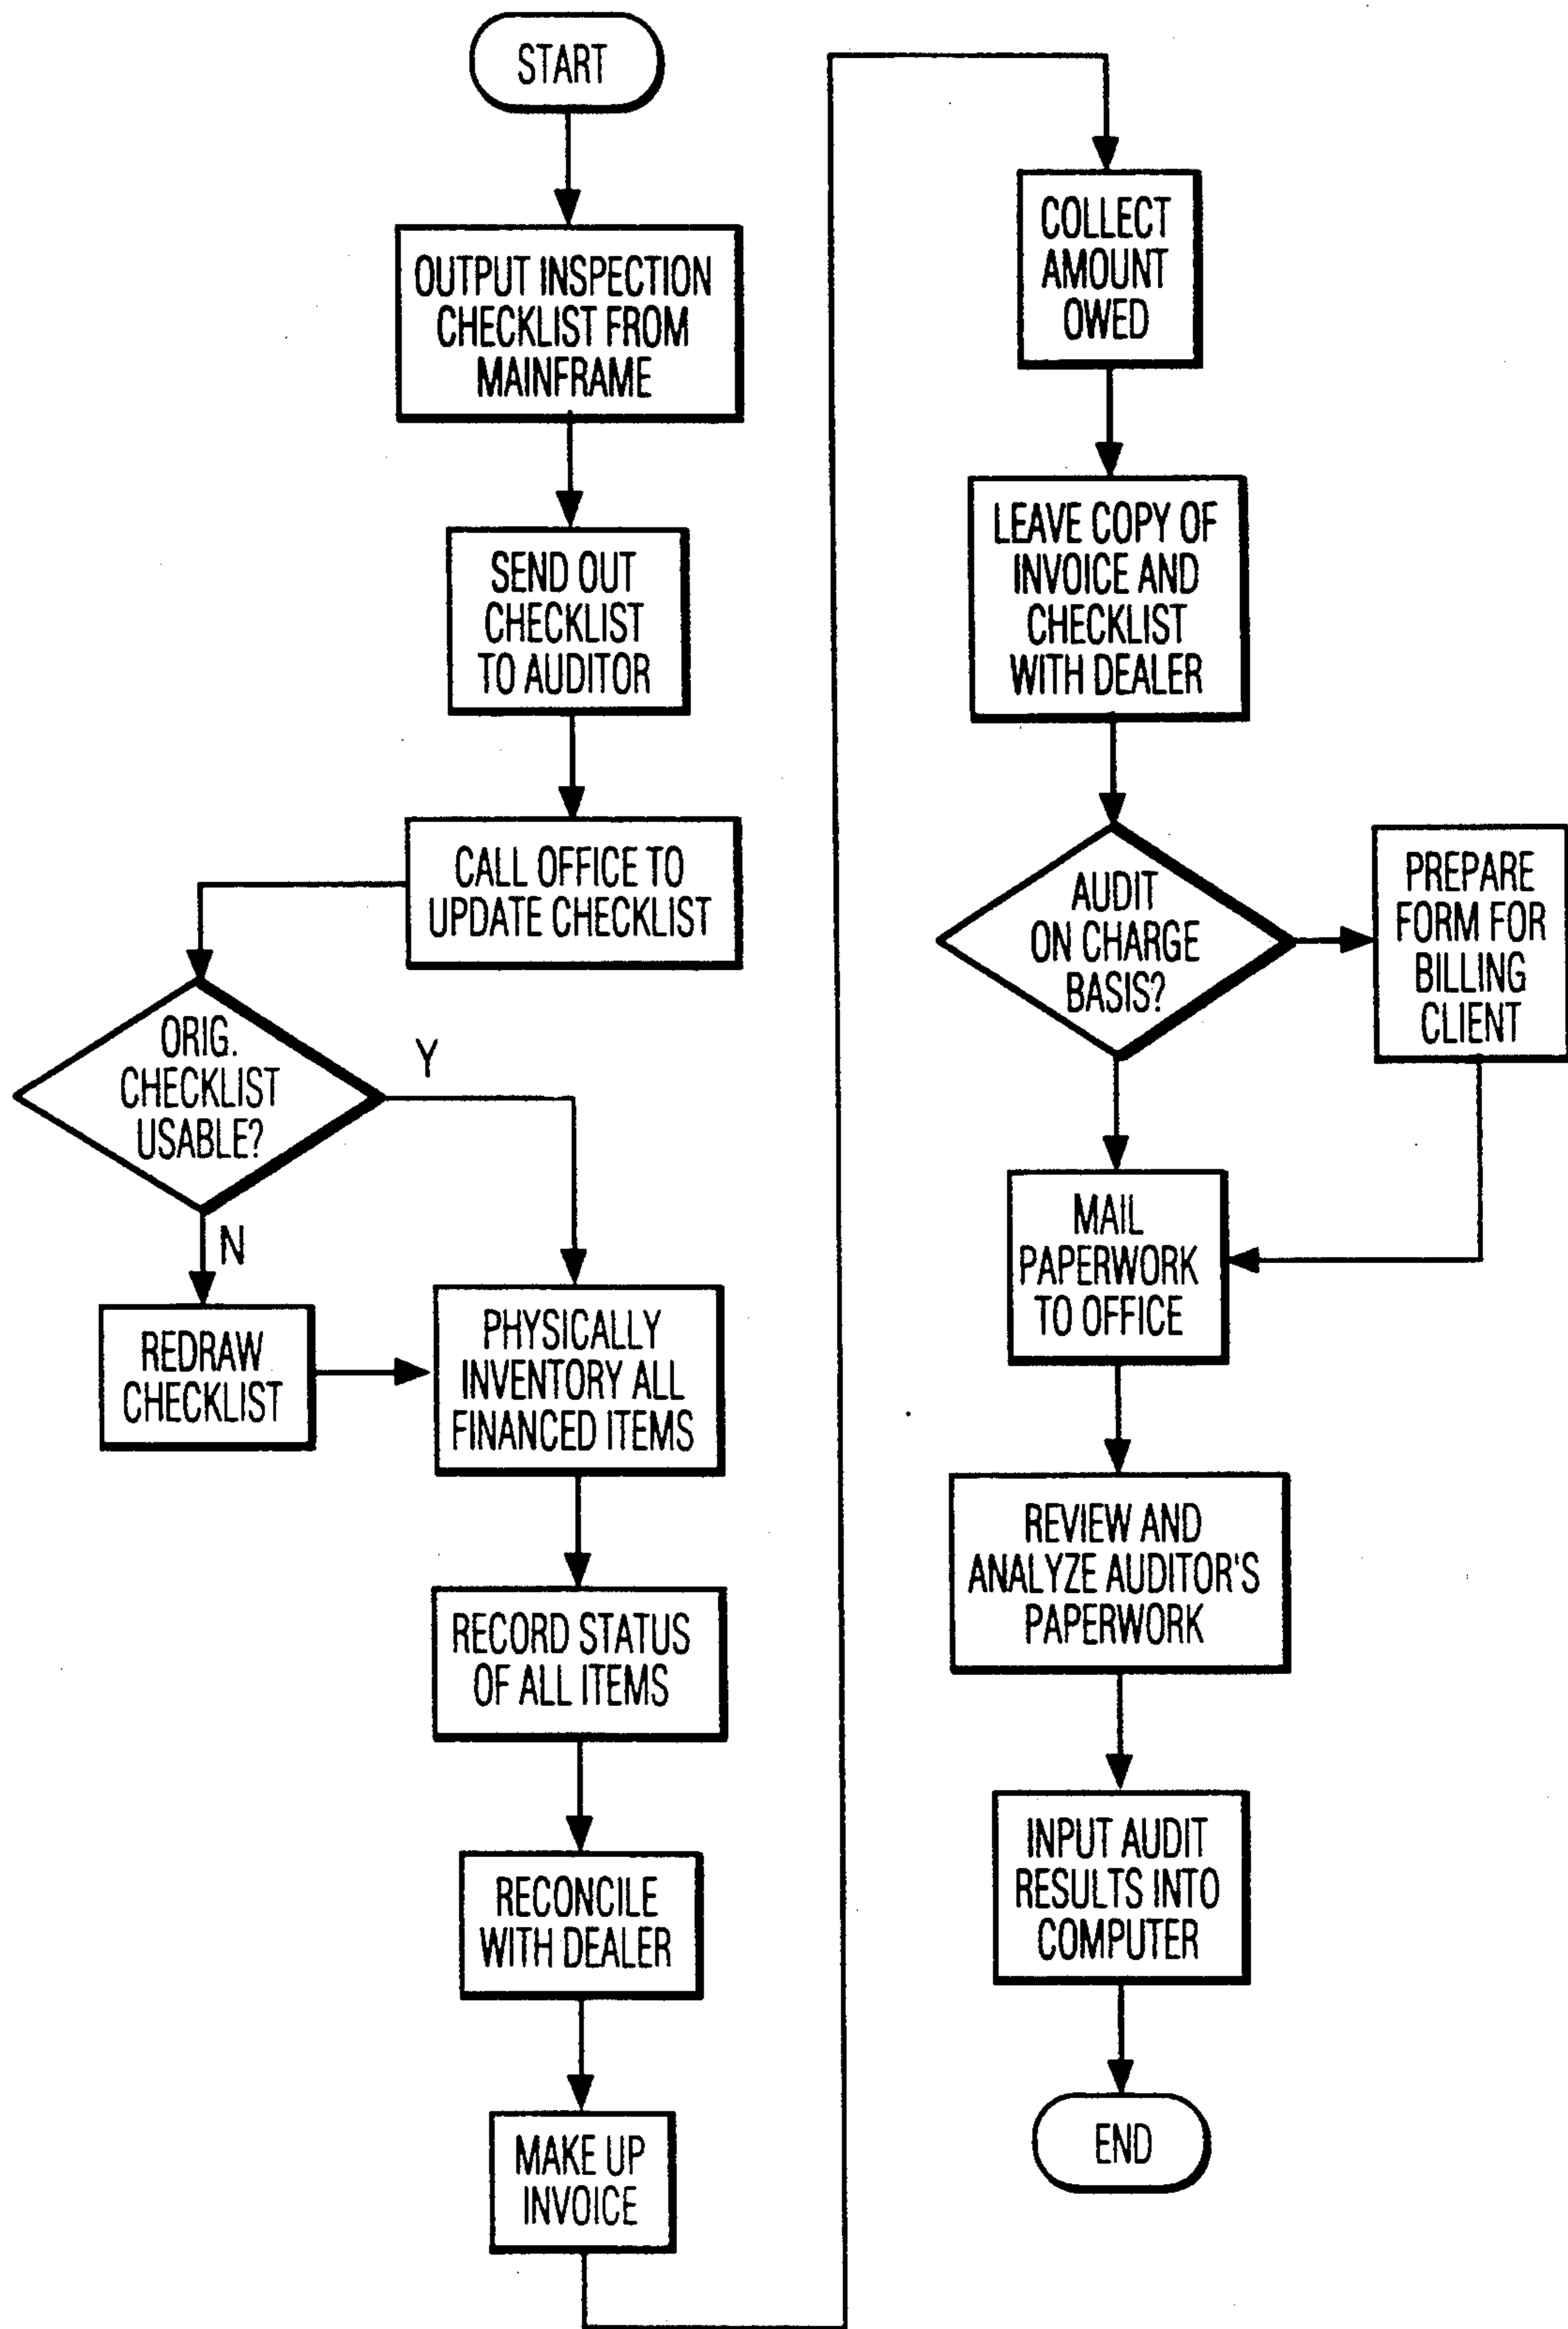 START
OUTPUT INSPECTION
CHECKLIST FROM
MAINFRAME
SEND OUT
CHECKLIST
TO AUDITOR
CALL OFFICE TO
UPDATE CHECKLIST
ORIG.
CHECKLIST
USABLE?
Y
N
REDRAW
CHECKLIST
PHYSICALLY
INVENTORY ALL
FINANCED ITEMS
RECORD STATUS
OF ALL ITEMS
RECONCILE
WITH DEALER
MAKE UP
INVOICE
COLLECT
AMOUNT
OWED
LEAVE COPY OF
INVOICE AND
CHECKLIST
WITH DEALER
AUDIT
ON CHARGE
BASIS?
PREPARE
FORM FOR
BILLING
CLIENT
MAIL
PAPERWORK
TO OFFICE
REVIEW AND
ANALYZE AUDITOR'S
PAPERWORK
INPUT AUDIT
RESULTS INTO
COMPUTER
END